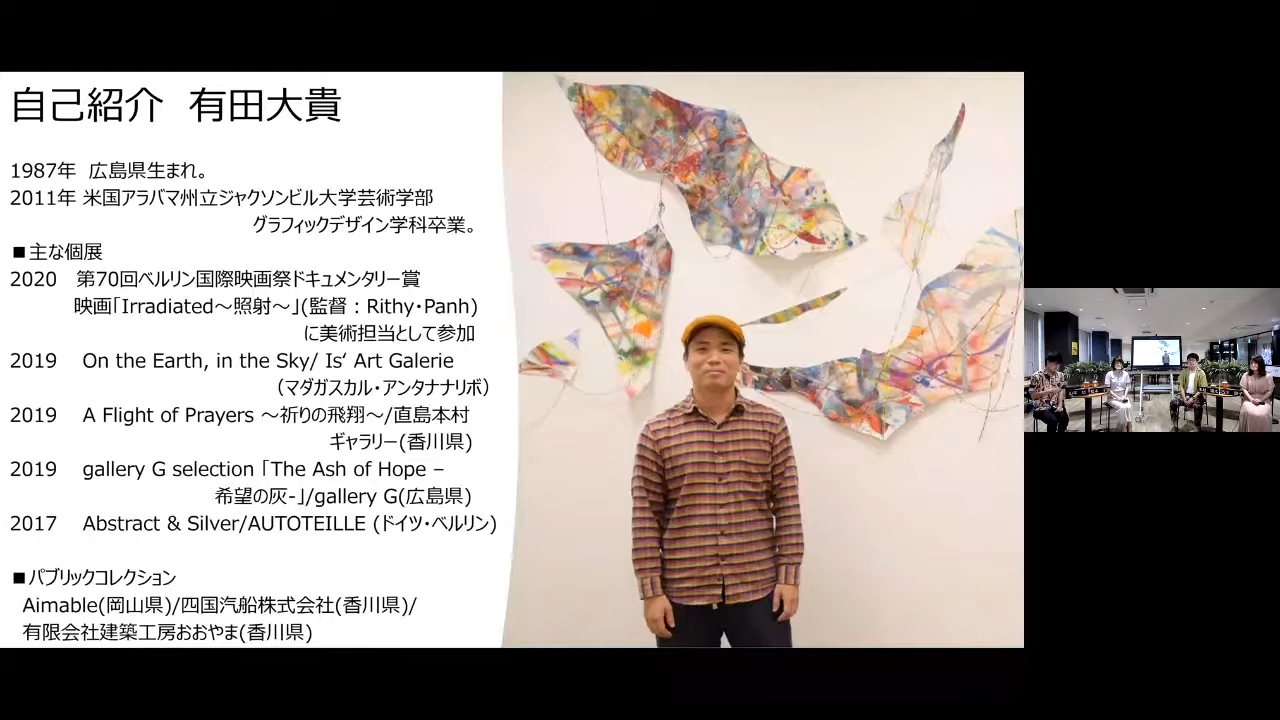 自己紹介　有田大貴
1987年 広島県生まれ。
2011年 米国アラバマ州立ジャクソンビル大学芸術学部
グラフィックデザイン学科卒業。
■主な個展
2020　第70回ベルリン国際映画祭ドキュメンタリー賞
映画「Irradiated～照射～」(監督：Rithy・Panh)
に美術担当として参加
2019　On the Earth, in the Sky/ Is‘ Art Galerie
（マダガスカル・アンタナナリボ）
2019　A Flight of Prayers ～祈りの飛翔～/直島本村
ギャラリー(香川県)
2019　gallery G selection「The Ash of Hope –
希望の灰-」/gallery G(広島県)
2017　Abstract & Silver/AUTOTEILLE (ドイツ・ベルリン)
■パブリックコレクション
Aimable(岡山県)/四国汽船株式会社(香川県)/
有限会社建築工房おおやま(香川県)